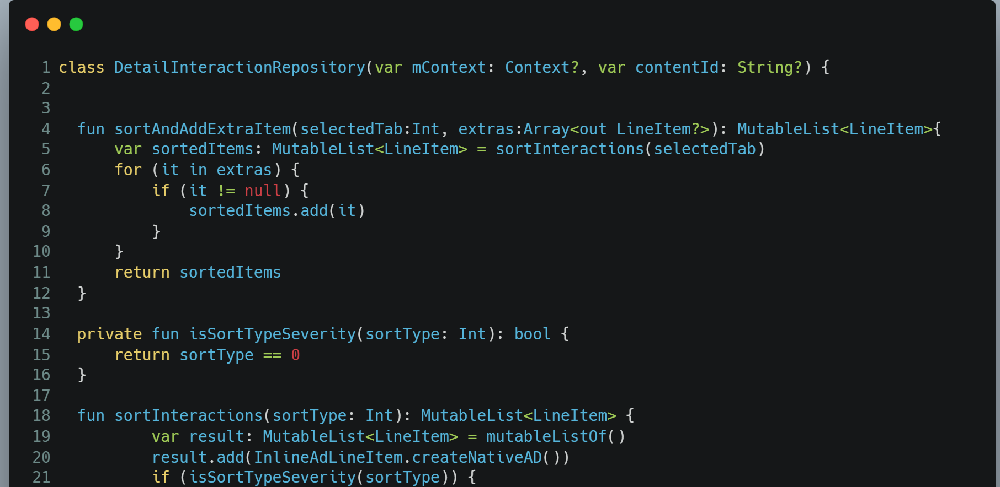 1 class DetailInteractionRepository(var mContext: Context?, var contentId: String?) {
2
3
4   fun sortAndAddExtraItem(selectedTab:Int, extras:Array<out LineItem?>): MutableList<LineItem>{
5       var sortedItems: MutableList<LineItem> = sortInteractions(selectedTab)
6       for (it in extras) {
7           if (it != null) {
8               sortedItems.add(it)
9           }
10       }
11       return sortedItems
12   }
13
14   private fun isSortTypeSeverity(sortType: Int): bool {
15       return sortType == 0
16   }
17
18   fun sortInteractions(sortType: Int): MutableList<LineItem> {
19           var result: MutableList<LineItem> = mutableListOf()
20           result.add(InlineAdLineItem.createNativeAD())
21           if (isSortTypeSeverity(sortType)) {